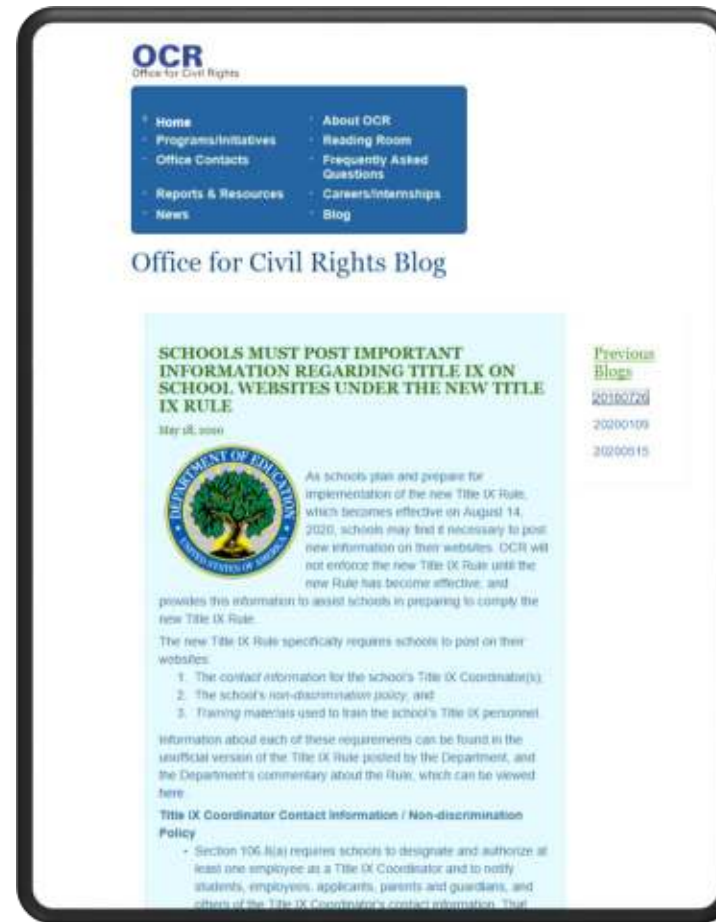 OCR
Office for Civil Rights
Home
About OCR
Programs/Initiatives
Reading Room
Office Contacts
Frequently Asked
Questions
Reports & Resources
Careers/Internships
News
Blog
Office for Civil Rights Blog
SCHOOLS MUST POST IMPORTANT
INFORMATION REGARDING TITLE IX ON
SCHOOL WEBSITES UNDER THE NEW TITLE
IX RULE
May 18, 2020
DEPARTMENT OF EDUCATION
UNITED STATES OF AMERICA
As schools plan and prepare for
implementation of the new Title IX Rule,
which becomes effective on August 14,
2020, schools may find it necessary to post
new information on their websites. OCR will
not enforce the new Title IX Rule until the
new Rule has become effective, and
provides this information to assist schools in preparing to comply the
new Title IX Rule.
The new Title IX Rule specifically requires schools to post on their
websites:
1. The contact information for the school's Title IX Coordinator(s);
2. The school's non-discrimination policy; and
3. Training materials used to train the school's Title IX personnel.
Information about each of these requirements can be found in the
unofficial version of the Title IX Rule posted by the Department, and
the Department's commentary about the Rule, which can be viewed
here.
Title IX Coordinator Contact Information / Non-discrimination
Policy
- Section 106.8(a) requires schools to designate and authorize at
least one employee as a Title IX Coordinator and to notify
students, employees, applicants, parents and guardians, and
others of the Title IX Coordinator's contact information. That
Previous
Blogs
20180726
20200109
20200515